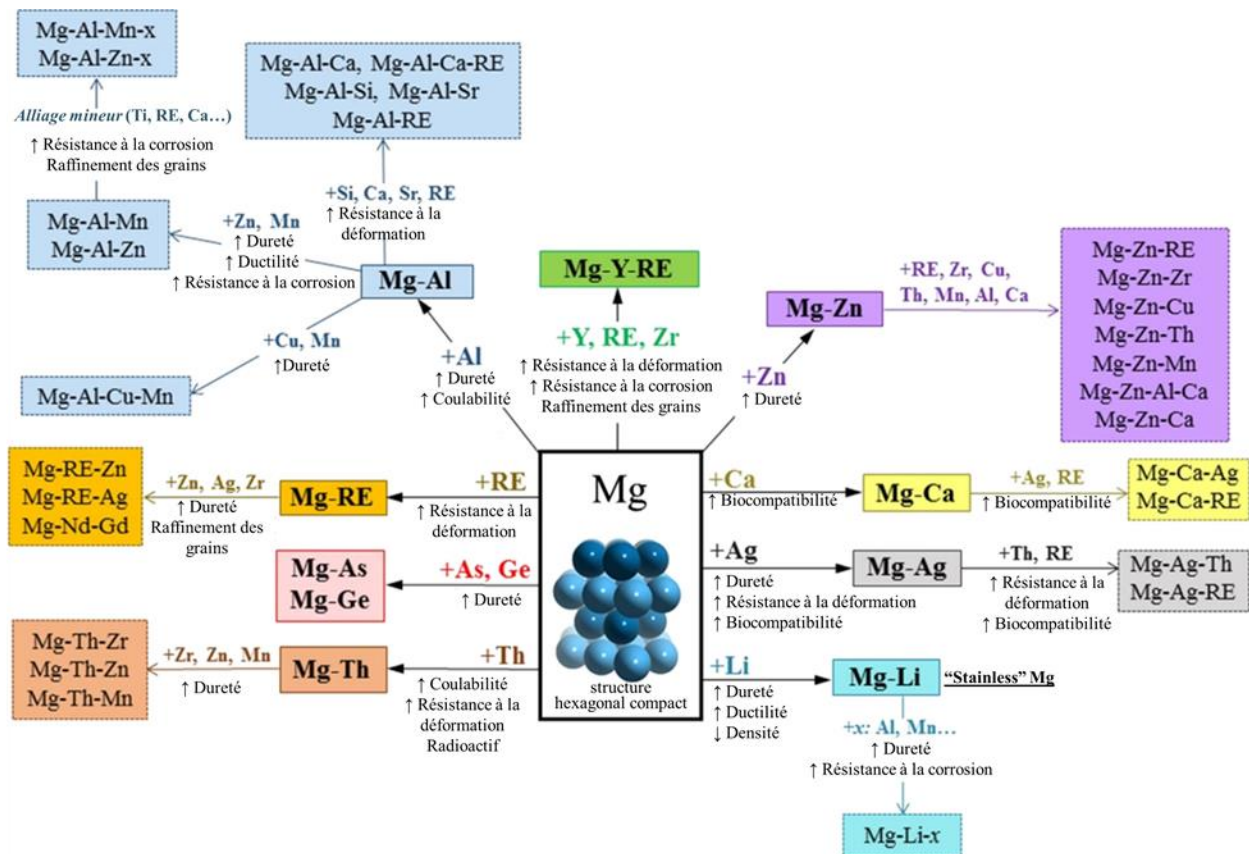 Mg-Al-Mn-x
Mg-Al-Zn-x
Alliage mineur (Ti, RE, Ca…)
↑ Résistance à la corrosion
Raffinement des grains
Mg-Al-Mn
Mg-Al-Zn
Mg-Al-Ca, Mg-Al-Ca-RE
Mg-Al-Si, Mg-Al-Sr
Mg-Al-RE
+Si, Ca, Sr, RE
↑ Résistance à la
déformation
+Zn, Mn
↑ Dureté
↑ Ductilité
↑ Résistance à la corrosion
Mg-Al
+Cu, Mn
↑Dureté
Mg-Al-Cu-Mn
+Al
↑ Dureté
↑ Coulabilité
Mg-Y-RE
+Y, RE, Zr
↑ Résistance à la déformation
↑ Résistance à la corrosion
Raffinement des grains
Mg-Zn
+Zn
↑ Dureté
+RE, Zr, Cu,
Th, Mn, Al, Ca
Mg-Zn-RE
Mg-Zn-Zr
Mg-Zn-Cu
Mg-Zn-Th
Mg-Zn-Mn
Mg-Zn-Al-Ca
Mg-Zn-Ca
Mg-RE-Zn
Mg-RE-Ag
Mg-Nd-Gd
+Zn, Ag, Zr
↑ Dureté
Raffinement des
grains
Mg-RE
+RE
↑ Résistance à la
déformation
Mg-As
Mg-Ge
+As, Ge
↑ Dureté
Mg-Th-Zr
Mg-Th-Zn
Mg-Th-Mn
+Zr, Zn, Mn
↑ Dureté
Mg-Th
+Th
↑ Coulabilité
↑ Résistance à la
déformation
Radioactif
Mg
structure
hexagonal compact
+Ca
↑ Biocompatibilité
Mg-Ca
+Ag, RE
↑ Biocompatibilité
Mg-Ca-Ag
Mg-Ca-RE
+Ag
↑ Dureté
↑ Résistance à la déformation
↑ Biocompatibilité
Mg-Ag
+Th, RE
↑ Résistance à la
déformation
↑ Biocompatibilité
Mg-Ag-Th
Mg-Ag-RE
+Li
↑ Dureté
↑ Ductilité
↓ Densité
Mg-Li
“Stainless” Mg
+x: Al, Mn…
↑ Dureté
↑ Résistance à la corrosion
Mg-Li-x